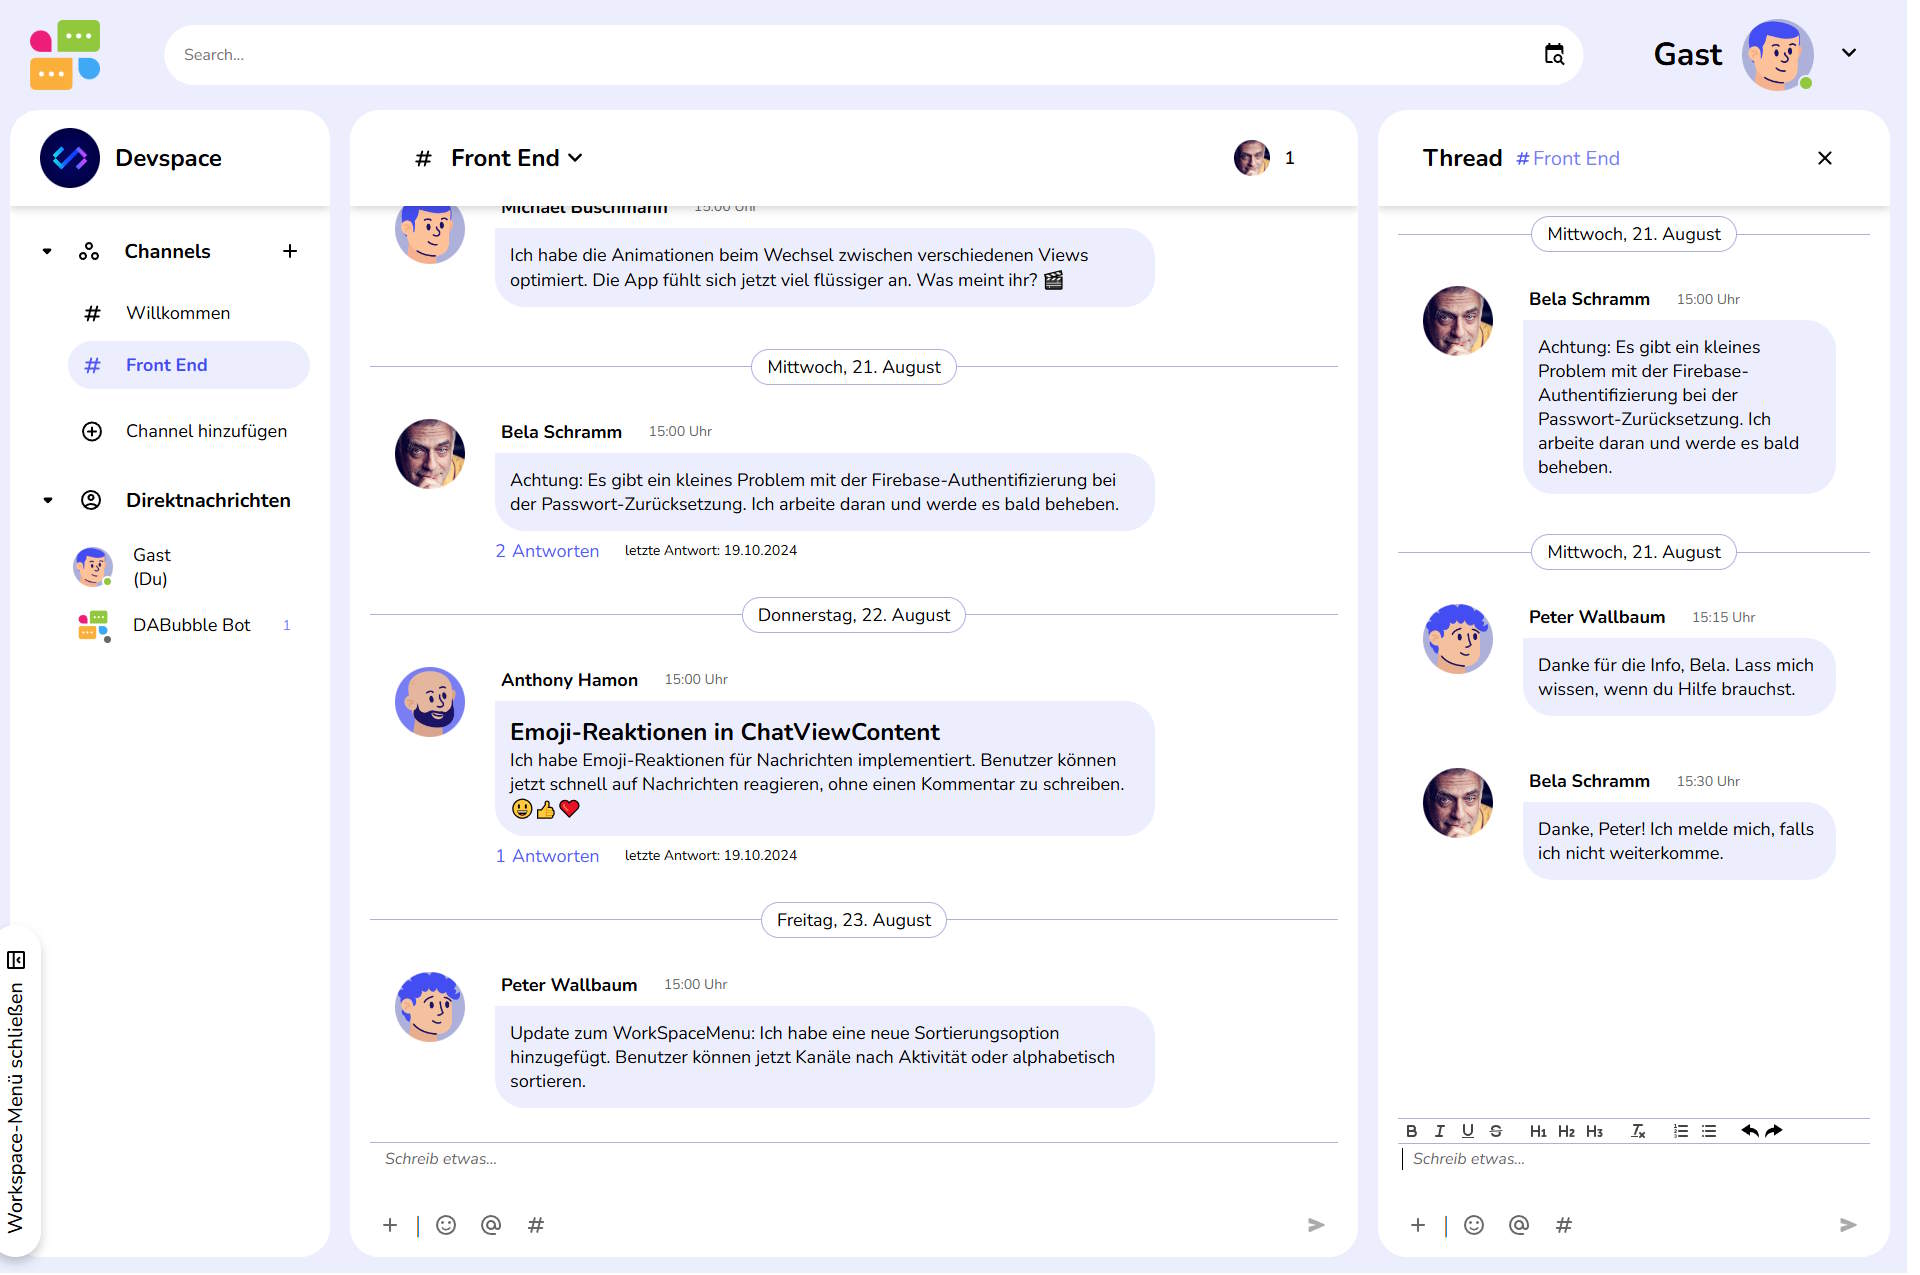 Search...
Gast
Devspace
Channels
# Willkommen
# Front End
Channel hinzufügen
Direktnachrichten
Gast
(Du)
DABubble Bot 1
Workspace-Menü schließen
# Front End
1
Michael Buschmann 15:00 Uhr
Ich habe die Animationen beim Wechsel zwischen verschiedenen Views
optimiert. Die App fühlt sich jetzt viel flüssiger an. Was meint ihr? 🎬
Mittwoch, 21. August
Bela Schramm 15:00 Uhr
Achtung: Es gibt ein kleines Problem mit der Firebase-Authentifizierung bei
der Passwort-Zurücksetzung. Ich arbeite daran und werde es bald beheben.
2 Antworten letzte Antwort: 19.10.2024
Donnerstag, 22. August
Anthony Hamon 15:00 Uhr
Emoji-Reaktionen in ChatViewContent
Ich habe Emoji-Reaktionen für Nachrichten implementiert. Benutzer können
jetzt schnell auf Nachrichten reagieren, ohne einen Kommentar zu schreiben.
😃👍❤️
1 Antworten letzte Antwort: 19.10.2024
Freitag, 23. August
Peter Wallbaum 15:00 Uhr
Update zum WorkSpaceMenu: Ich habe eine neue Sortierungsoption
hinzugefügt. Benutzer können jetzt Kanäle nach Aktivität oder alphabetisch
sortieren.
Schreib etwas...
+ | @ #
Thread # Front End
Mittwoch, 21. August
Bela Schramm 15:00 Uhr
Achtung: Es gibt ein kleines
Problem mit der Firebase-
Authentifizierung bei der
Passwort-Zurücksetzung. Ich
arbeite daran und werde es bald
beheben.
Mittwoch, 21. August
Peter Wallbaum 15:15 Uhr
Danke für die Info, Bela. Lass mich
wissen, wenn du Hilfe brauchst.
Bela Schramm 15:30 Uhr
Danke, Peter! Ich melde mich, falls
ich nicht weiterkomme.
B I U S H1 H2 H3
Schreib etwas...
+ | @ #